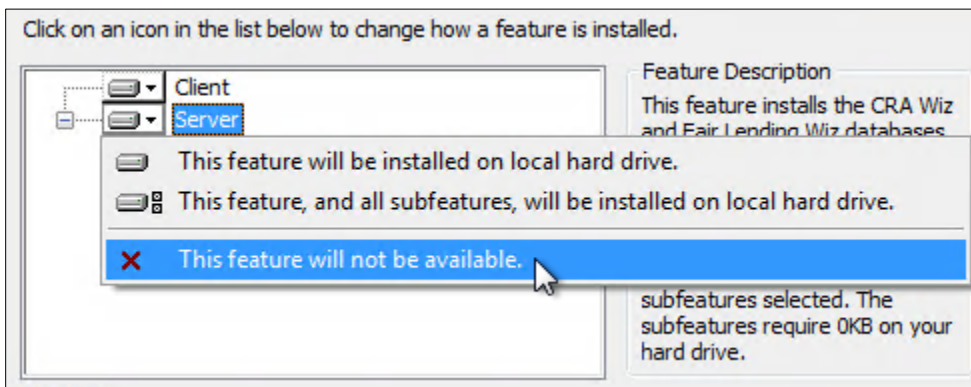 Click on an icon in the list below to change how a feature is installed.
Client
Server
Feature Description
This feature installs the CRA Wiz
and Fair Lending Wiz databases
This feature will be installed on local hard drive.
This feature, and all subfeatures, will be installed on local hard drive.
This feature will not be available.
subfeatures selected. The
subfeatures require 0KB on your
hard drive.